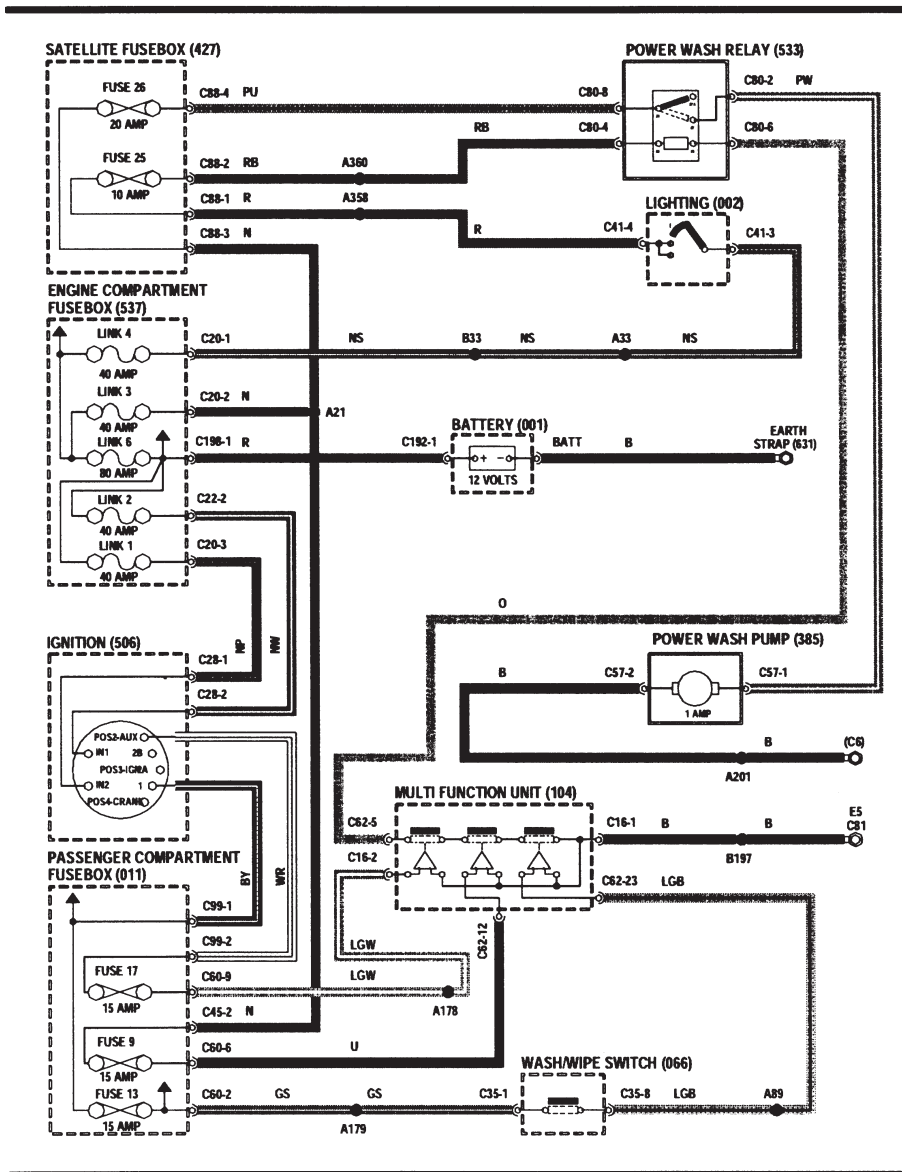 SATELLITE FUSEBOX (427)
POWER WASH RELAY (533)
FUSE 26
20 AMP
C88-4 PU
C80-8
C80-2 PW
RB
C80-4
C80-6
FUSE 25
10 AMP
C88-2 RB
A360
C88-1 R
A358
LIGHTING (002)
C88-3 N
R
C41-4
C41-3
ENGINE COMPARTMENT
FUSEBOX (537)
LINK 4
40 AMP
C20-1
NS
B33
NS
A33
NS
LINK 3
40 AMP
C20-2 N
A21
BATTERY (001)
LINK 6
80 AMP
C198-1 R
C192-1
+ -
12 VOLTS
BATT
B
EARTH
STRAP (631)
LINK 2
40 AMP
C22-2
LINK 1
40 AMP
C20-3
O
IGNITION (506)
NP
NW
C28-1
C28-2
POWER WASH PUMP (385)
B
C57-2
C57-1
1 AMP
POS2-AUX
IN1
2B
POS3-IGNA
IN2
1
POS4-CRANK
B
(C6)
A201
MULTI FUNCTION UNIT (104)
C62-5
C16-1
B
B
E5
C81
C16-2
B197
PASSENGER COMPARTMENT
FUSEBOX (011)
BY
WR
C62-23
LGB
C99-1
C62-12
C99-2
LGW
FUSE 17
15 AMP
C60-9
LGW
A178
C45-2 N
FUSE 9
15 AMP
C60-6
U
WASH/WIPE SWITCH (066)
FUSE 13
15 AMP
C60-2
GS
GS
C35-1
C35-8
LGB
A89
A179